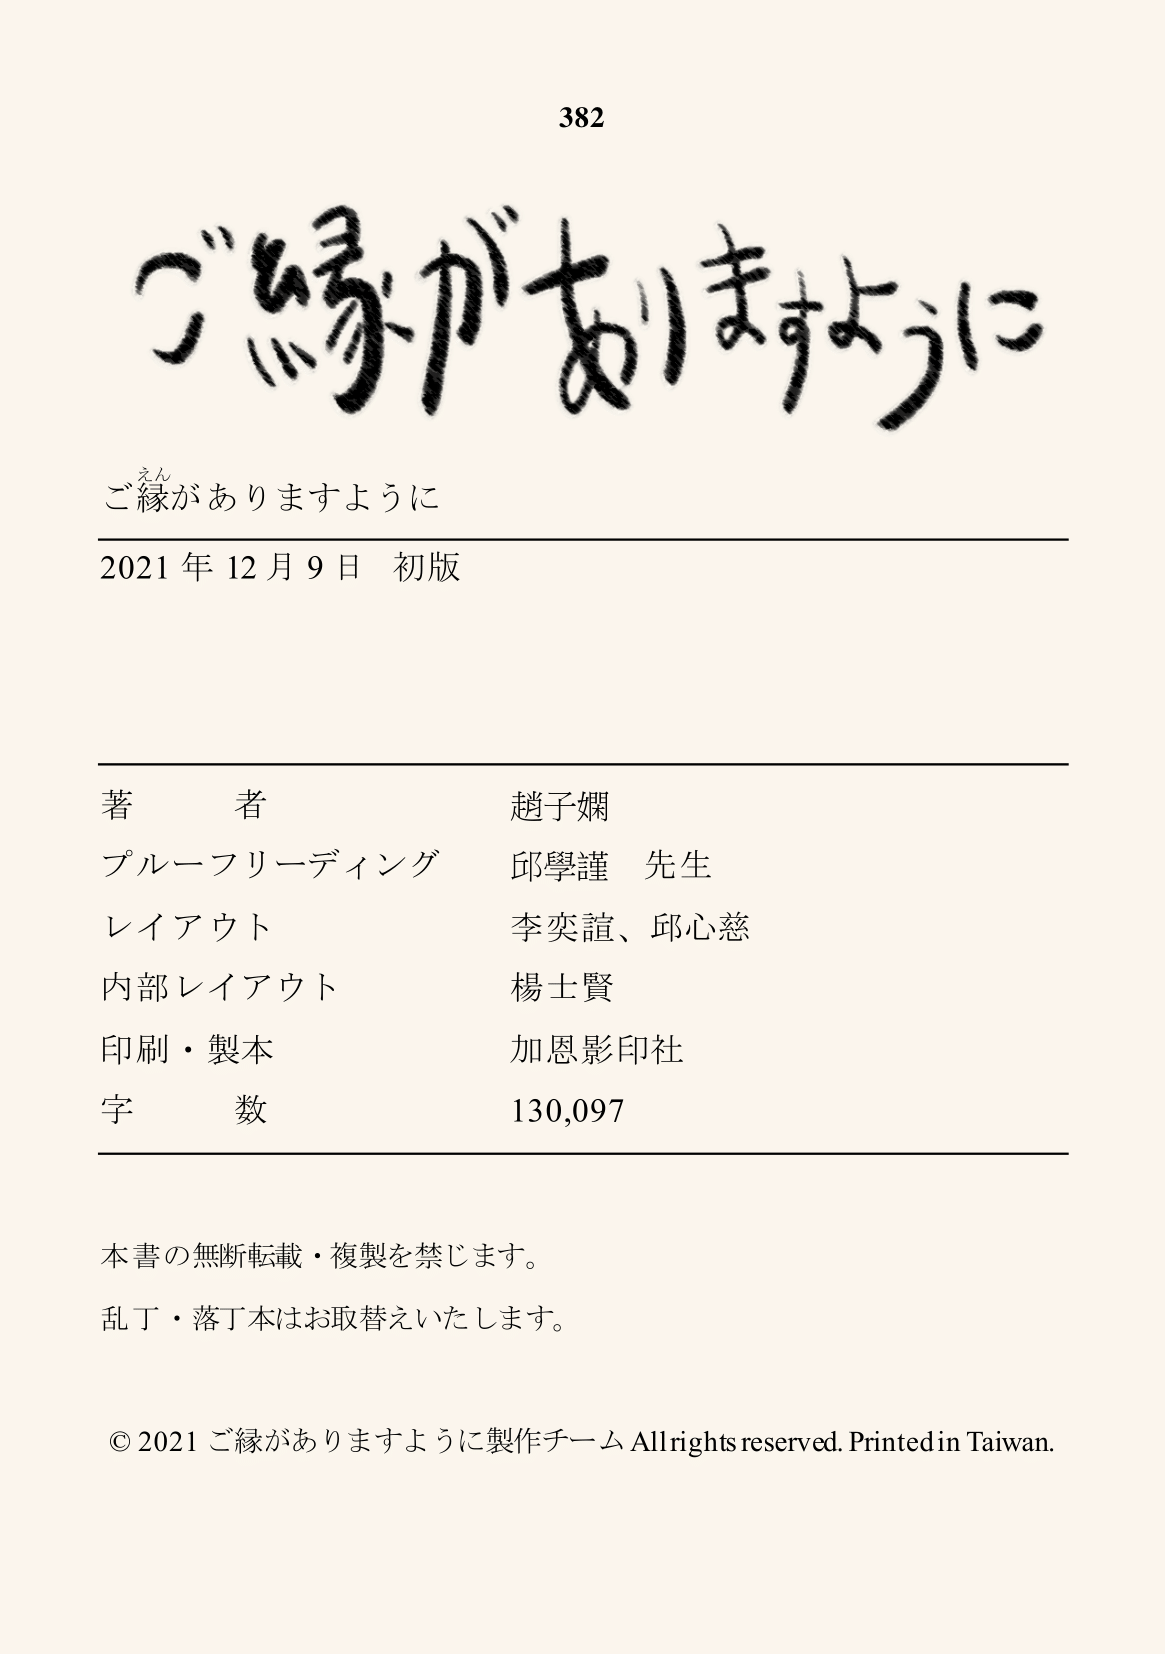 382
ご縁がありますように
えん
ご縁がありますように
2021 年 12 月 9 日　初版
著　　　者　趙子嫻
プルーフリーディング　邱學謹　先生
レイアウト　李奕諠、邱心慈
内部レイアウト　楊士賢
印刷・製本　加恩影印社
字　　　数　130,097
本書の無断転載・複製を禁じます。
乱丁・落丁本はお取替えいたします。
© 2021 ご縁がありますように製作チーム All rights reserved. Printed in Taiwan.